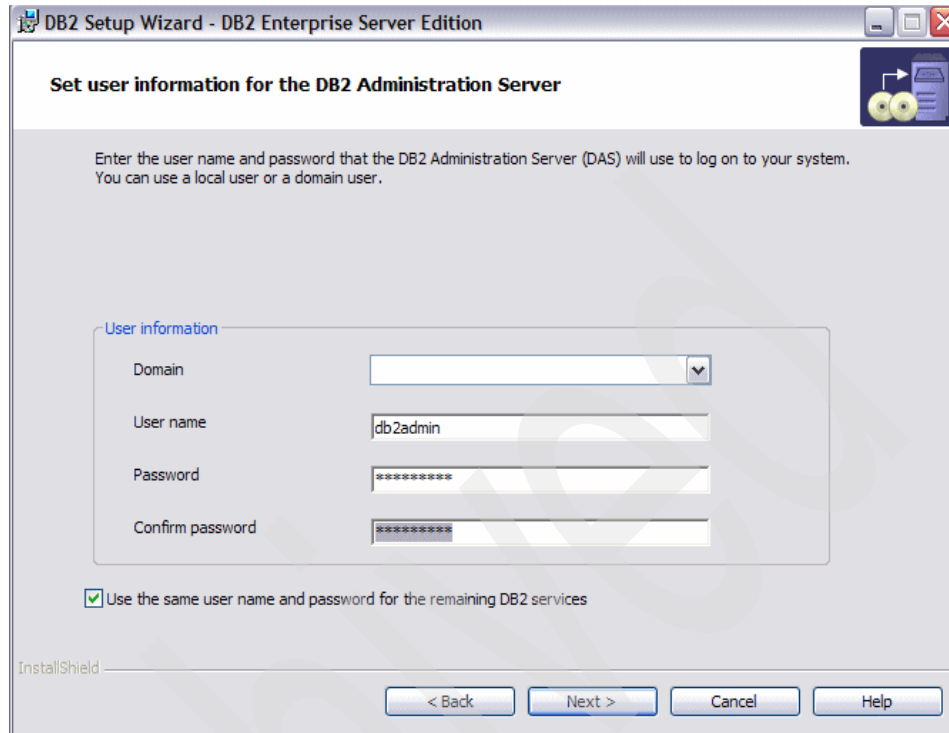 DB2 Setup Wizard - DB2 Enterprise Server Edition
Set user information for the DB2 Administration Server
Enter the user name and password that the DB2 Administration Server (DAS) will use to log on to your system.
You can use a local user or a domain user.
User information
Domain
User name
db2admin
Password
*********
Confirm password
*********
Use the same user name and password for the remaining DB2 services
InstallShield
< Back
Next >
Cancel
Help